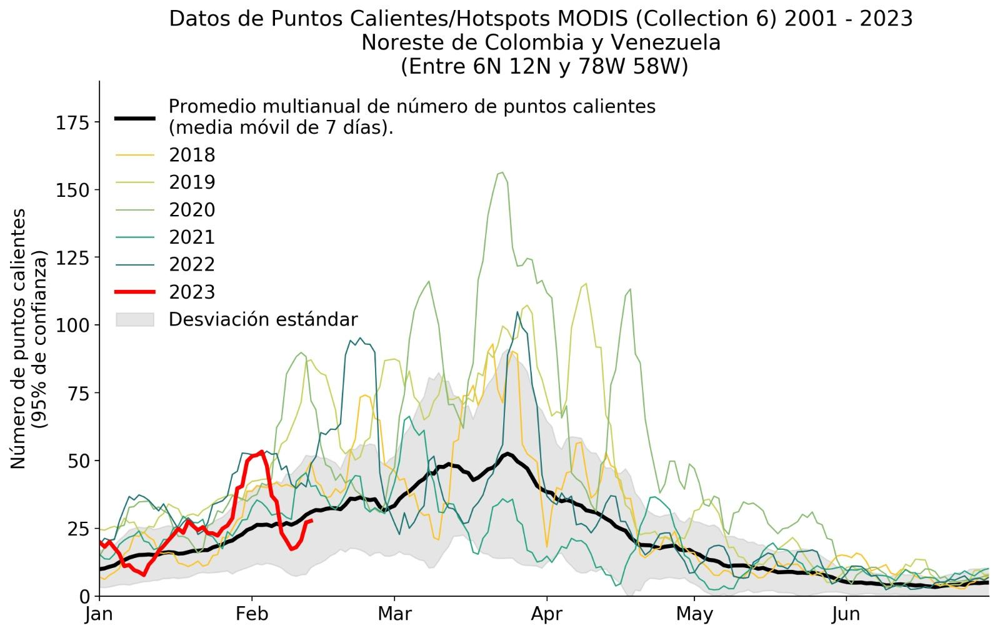 Datos de Puntos Calientes/Hotspots MODIS (Collection 6) 2001 - 2023
Noreste de Colombia y Venezuela
(Entre 6N 12N y 78W 58W)
Promedio multianual de número de puntos calientes
(media móvil de 7 días).
2018
2019
2020
2021
2022
2023
Desviación estándar
Número de puntos calientes
(95% de confianza)
175
150
125
100
75
50
25
0
Jan
Feb
Mar
Apr
May
Jun